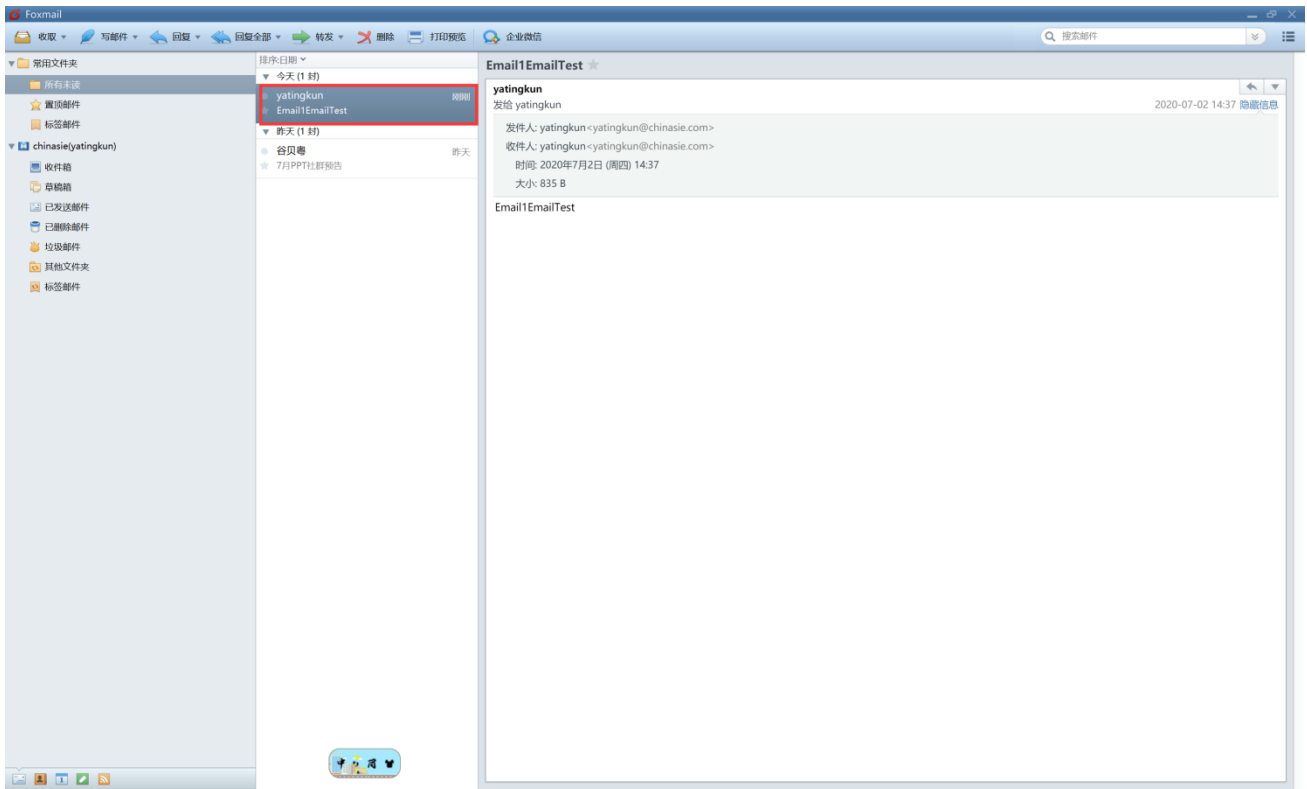 Foxmail
收取 写邮件 回复 回复全部 转发 删除 打印预览 企业微信 搜索邮件
常用文件夹
所有未读
置顶邮件
标签邮件
chinasie(yatingkun)
收件箱
草稿箱
已发送邮件
已删除邮件
垃圾邮件
其他文件夹
标签邮件
排序:日期
今天 (1 封)
yatingkun 刚刚
Email1EmailTest
昨天 (1 封)
谷贝粤 昨天
7月PPT社群预告
Email1EmailTest
yatingkun
发给 yatingkun 2020-07-02 14:37 隐藏信息
发件人: yatingkun<yatingkun@chinasie.com>
收件人: yatingkun<yatingkun@chinasie.com>
时间: 2020年7月2日 (周四) 14:37
大小: 835 B
Email1EmailTest
中